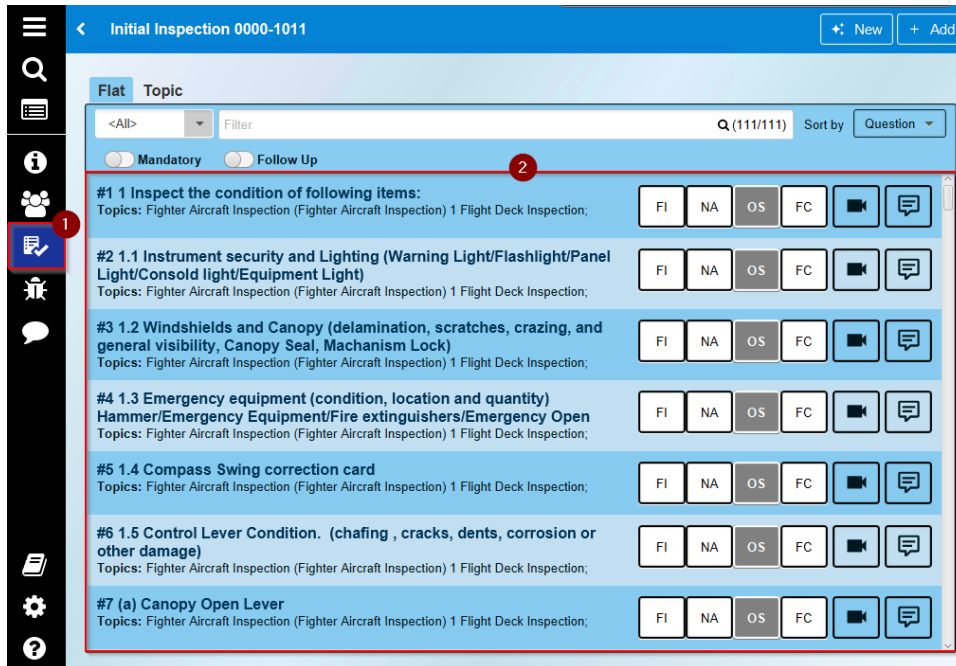 Initial Inspection 0000-1011
New
+ Add
Flat Topic
<All>
Filter
(111/111)
Sort by
Question
Mandatory
Follow Up
2
1
#1 1 Inspect the condition of following items:
Topics: Fighter Aircraft Inspection (Fighter Aircraft Inspection) 1 Flight Deck Inspection;
FI NA OS FC
#2 1.1 Instrument security and Lighting (Warning Light/Flashlight/Panel
Light/Consold light/Equipment Light)
Topics: Fighter Aircraft Inspection (Fighter Aircraft Inspection) 1 Flight Deck Inspection;
FI NA OS FC
#3 1.2 Windshields and Canopy (delamination, scratches, crazing, and
general visibility, Canopy Seal, Machanism Lock)
Topics: Fighter Aircraft Inspection (Fighter Aircraft Inspection) 1 Flight Deck Inspection;
FI NA OS FC
#4 1.3 Emergency equipment (condition, location and quantity)
Hammer/Emergency Equipment/Fire extinguishers/Emergency Open
Topics: Fighter Aircraft Inspection (Fighter Aircraft Inspection) 1 Flight Deck Inspection;
FI NA OS FC
#5 1.4 Compass Swing correction card
Topics: Fighter Aircraft Inspection (Fighter Aircraft Inspection) 1 Flight Deck Inspection;
FI NA OS FC
#6 1.5 Control Lever Condition. (chafing , cracks, dents, corrosion or
other damage)
Topics: Fighter Aircraft Inspection (Fighter Aircraft Inspection) 1 Flight Deck Inspection;
FI NA OS FC
#7 (a) Canopy Open Lever
Topics: Fighter Aircraft Inspection (Fighter Aircraft Inspection) 1 Flight Deck Inspection;
FI NA OS FC